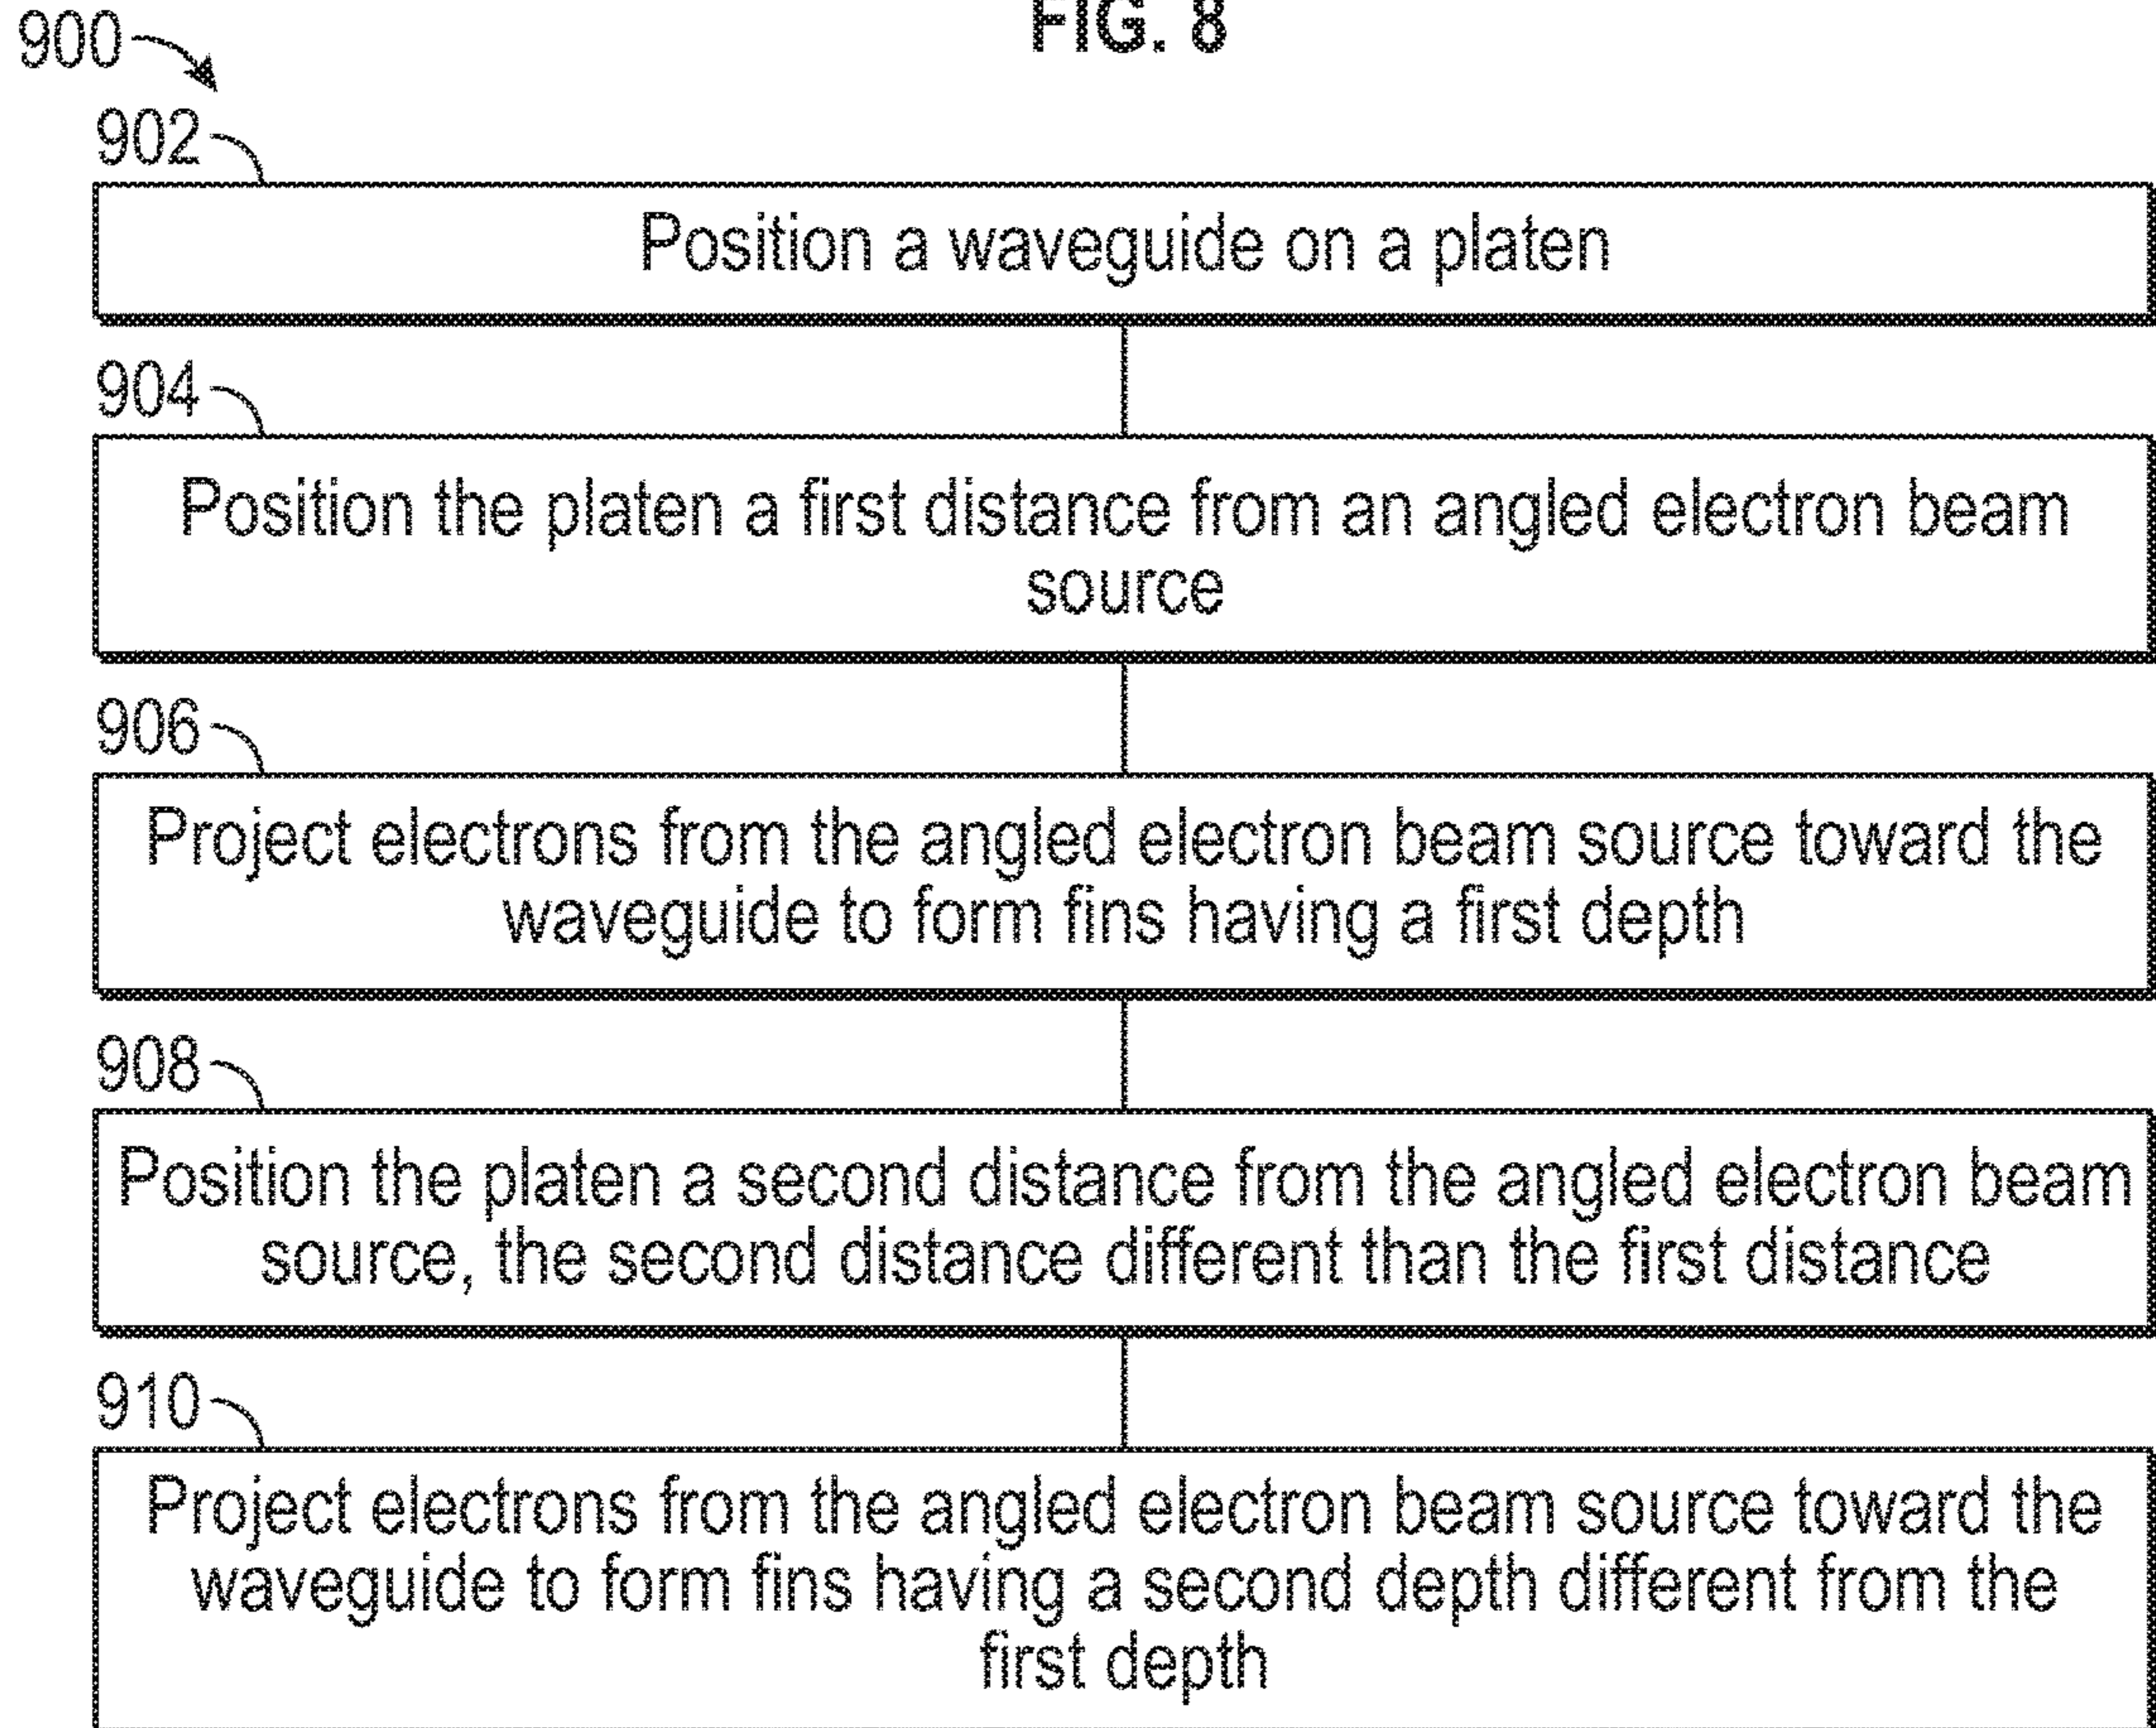 FIG. 8
900
902
Position a waveguide on a platen
904
Position the platen a first distance from an angled electron beam
source
906
Project electrons from the angled electron beam source toward the
waveguide to form fins having a first depth
908
Position the platen a second distance from the angled electron beam
source, the second distance different than the first distance
910
Project electrons from the angled electron beam source toward the
waveguide to form fins having a second depth different from the
first depth